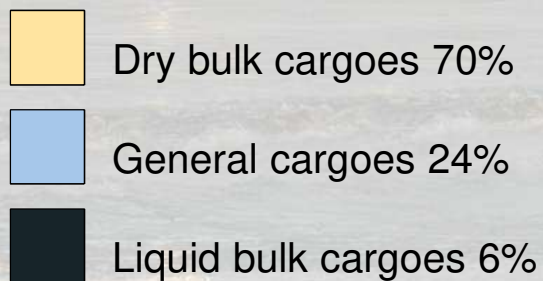 Dry bulk cargoes 70%
General cargoes 24%
Liquid bulk cargoes 6%